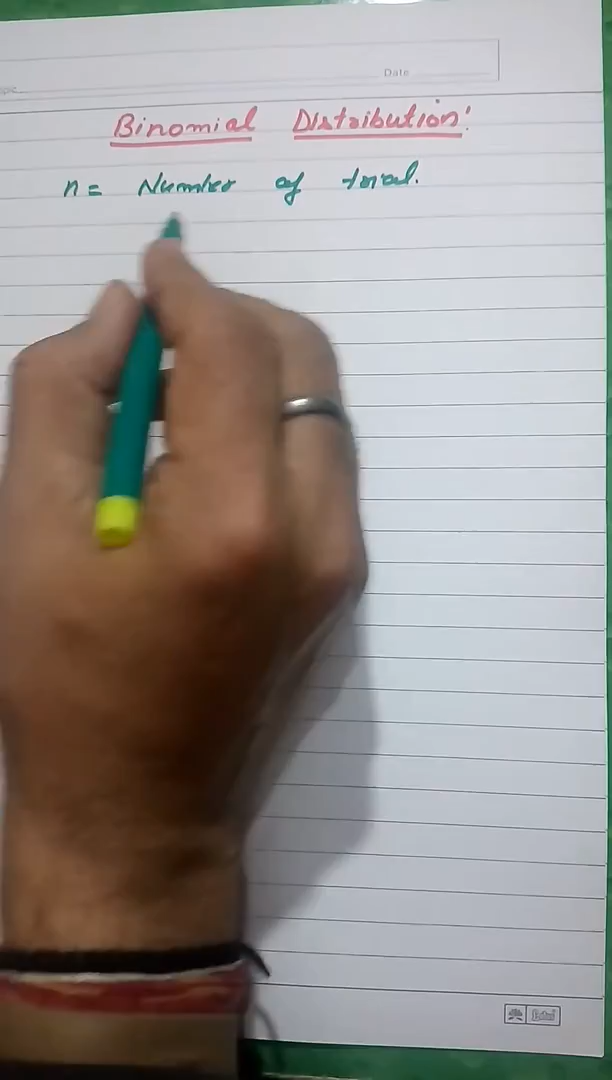 Date
Binomial Distribution:
n = Number of trial.